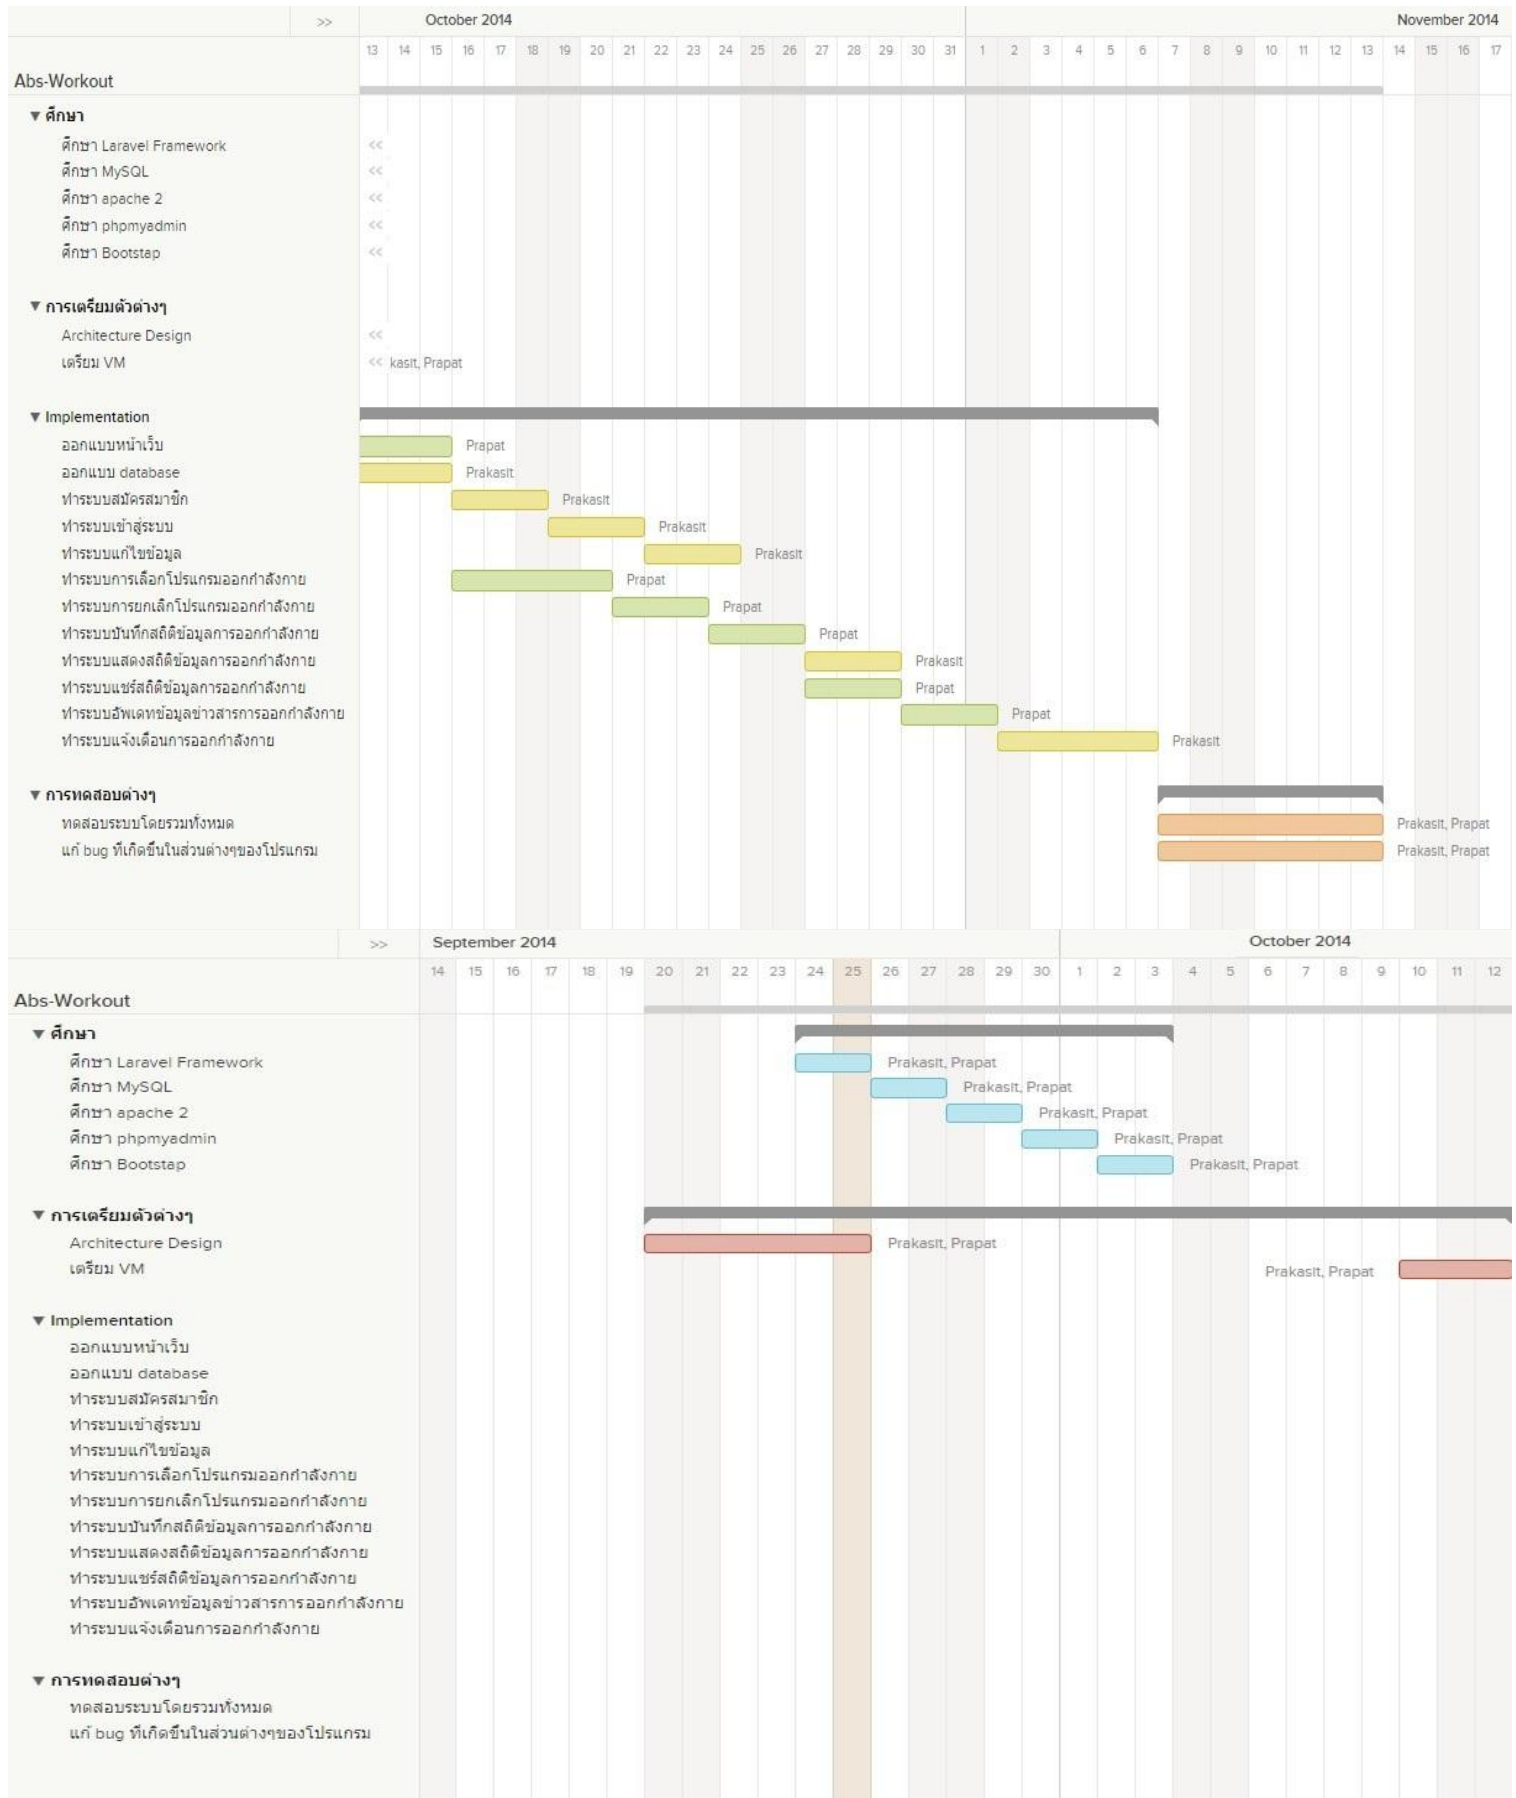 >> October 2014 November 2014
13 14 15 16 17 18 19 20 21 22 23 24 25 26 27 28 29 30 31 1 2 3 4 5 6 7 8 9 10 11 12 13 14 15 16 17
Abs-Workout
▼ ศึกษา
ศึกษา Laravel Framework <<
ศึกษา MySQL <<
ศึกษา apache 2 <<
ศึกษา phpmyadmin <<
ศึกษา Bootstap <<
▼ การเตรียมตัวต่างๆ
Architecture Design <<
เตรียม VM << kasit, Prapat
▼ Implementation
ออกแบบหน้าเว็บ Prapat
ออกแบบ database Prakasit
ทำระบบสมัครสมาชิก Prakasit
ทำระบบเข้าสู่ระบบ Prakasit
ทำระบบแก้ไขข้อมูล Prakasit
ทำระบบการเลือกโปรแกรมออกกำลังกาย Prapat
ทำระบบการยกเลิกโปรแกรมออกกำลังกาย Prapat
ทำระบบบันทึกสถิติข้อมูลการออกกำลังกาย Prapat
ทำระบบแสดงสถิติข้อมูลการออกกำลังกาย Prakasit
ทำระบบแชร์สถิติข้อมูลการออกกำลังกาย Prapat
ทำระบบอัพเดทข้อมูลข่าวสารการออกกำลังกาย Prapat
ทำระบบแจ้งเตือนการออกกำลังกาย Prakasit
▼ การทดสอบต่างๆ
ทดสอบระบบโดยรวมทั้งหมด Prakasit, Prapat
แก้ bug ที่เกิดขึ้นในส่วนต่างๆของโปรแกรม Prakasit, Prapat
>> September 2014 October 2014
14 15 16 17 18 19 20 21 22 23 24 25 26 27 28 29 30 1 2 3 4 5 6 7 8 9 10 11 12
Abs-Workout
▼ ศึกษา
ศึกษา Laravel Framework Prakasit, Prapat
ศึกษา MySQL Prakasit, Prapat
ศึกษา apache 2 Prakasit, Prapat
ศึกษา phpmyadmin Prakasit, Prapat
ศึกษา Bootstap Prakasit, Prapat
▼ การเตรียมตัวต่างๆ
Architecture Design Prakasit, Prapat
เตรียม VM Prakasit, Prapat
▼ Implementation
ออกแบบหน้าเว็บ
ออกแบบ database
ทำระบบสมัครสมาชิก
ทำระบบเข้าสู่ระบบ
ทำระบบแก้ไขข้อมูล
ทำระบบการเลือกโปรแกรมออกกำลังกาย
ทำระบบการยกเลิกโปรแกรมออกกำลังกาย
ทำระบบบันทึกสถิติข้อมูลการออกกำลังกาย
ทำระบบแสดงสถิติข้อมูลการออกกำลังกาย
ทำระบบแชร์สถิติข้อมูลการออกกำลังกาย
ทำระบบอัพเดทข้อมูลข่าวสารการออกกำลังกาย
ทำระบบแจ้งเตือนการออกกำลังกาย
▼ การทดสอบต่างๆ
ทดสอบระบบโดยรวมทั้งหมด
แก้ bug ที่เกิดขึ้นในส่วนต่างๆของโปรแกรม